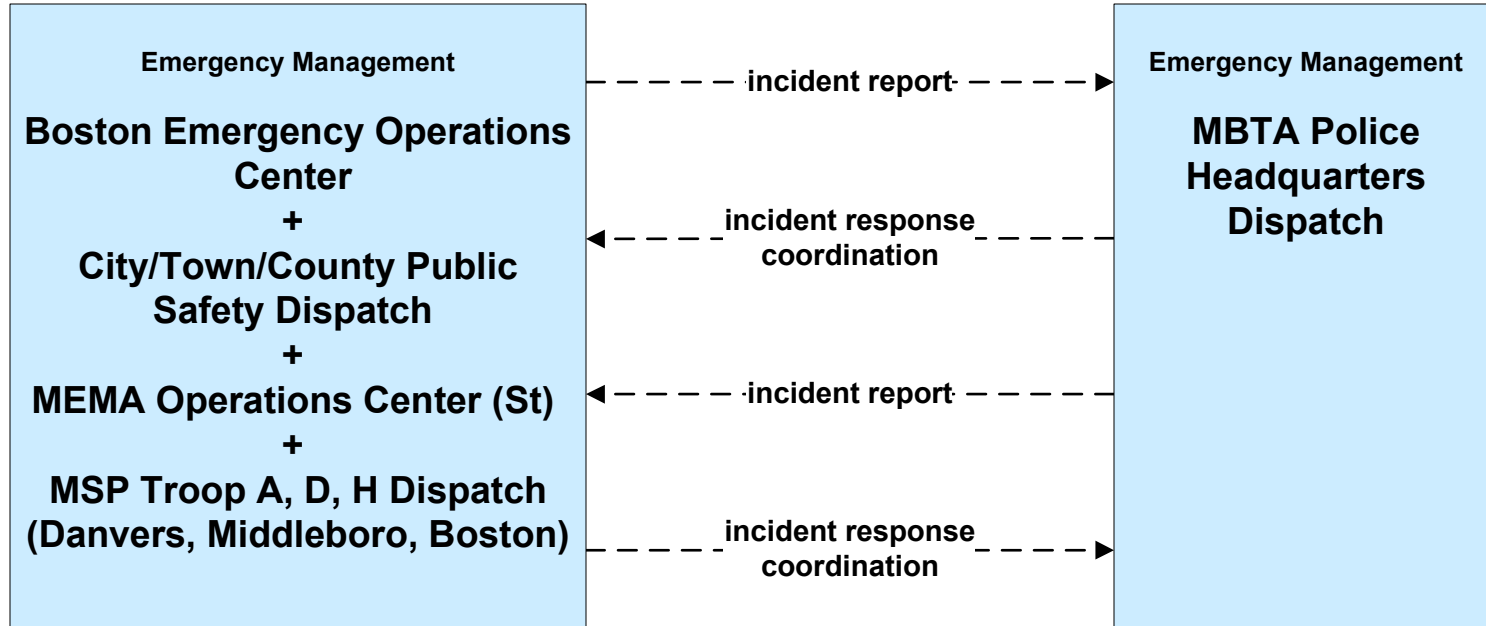 Emergency Management
Boston Emergency Operations
Center
+
City/Town/County Public
Safety Dispatch
+
MEMA Operations Center (St)
+
MSP Troop A, D, H Dispatch
(Danvers, Middleboro, Boston)
incident report
incident response
coordination
incident report
incident response
coordination
Emergency Management
MBTA Police
Headquarters
Dispatch